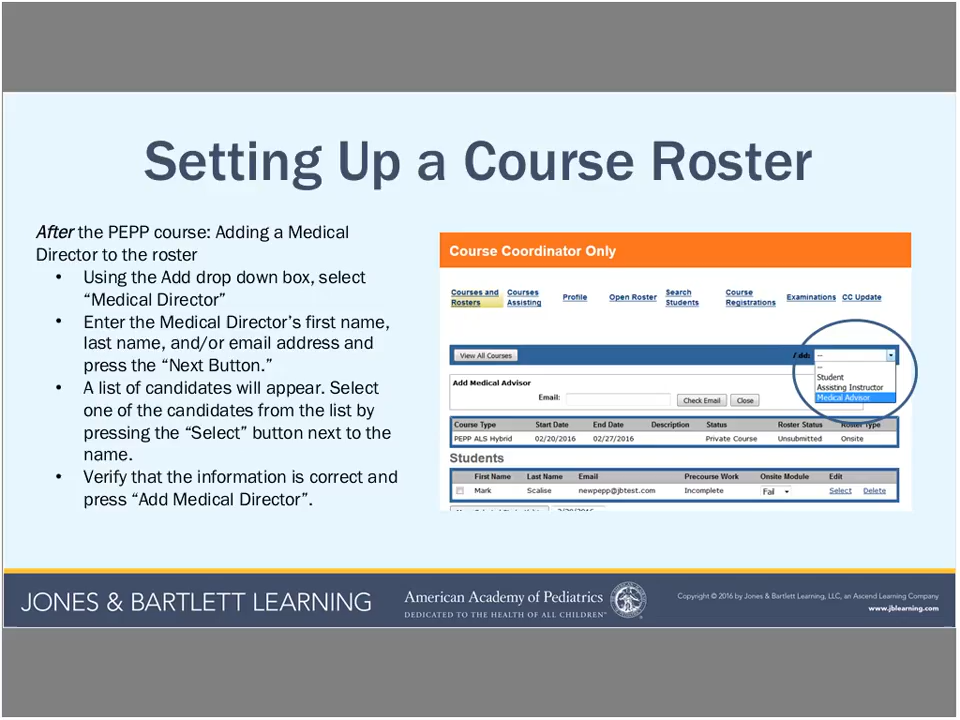 Setting Up a Course Roster
After the PEPP course: Adding a Medical
Director to the roster
• Using the Add drop down box, select
“Medical Director”
• Enter the Medical Director’s first name,
last name, and/or email address and
press the “Next Button.”
• A list of candidates will appear. Select
one of the candidates from the list by
pressing the “Select” button next to the
name.
• Verify that the information is correct and
press “Add Medical Director”.
Course Coordinator Only
Courses and Rosters Courses Assisting Profile Open Roster Search Students Course Registrations Examinations CC Update
View All Courses dd: --
--
Student
Assisting Instructor
Medical Advisor
Add Medical Advisor
Email: Check Email Close
Course Type Start Date End Date Description Status Roster Status Roster Type
PEPP ALS Hybrid 02/20/2016 02/27/2016 Private Course Unsubmitted Onsite
Students
First Name Last Name Email Precourse Work Onsite Module Edit
Mark Scalise newpepp@jbtest.com Incomplete Fail Select Delete
JONES & BARTLETT LEARNING
American Academy of Pediatrics
DEDICATED TO THE HEALTH OF ALL CHILDREN™
Copyright © 2016 by Jones & Bartlett Learning, LLC, an Ascend Learning Company
www.jblearning.com